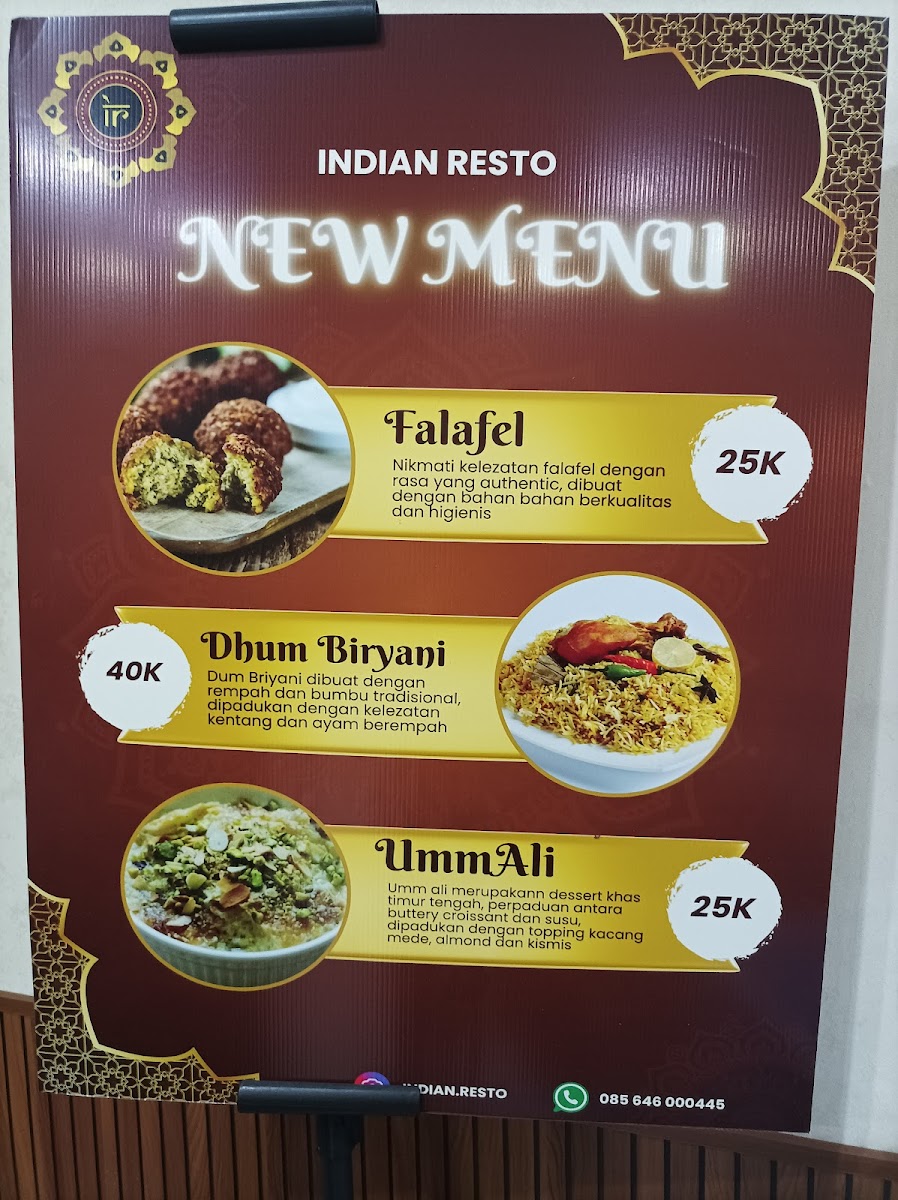 ir
INDIAN RESTO
NEW MENU
Falafel
Nikmati kelezatan falafel dengan
rasa yang authentic, dibuat
dengan bahan bahan berkualitas
dan higienis
25K
Dhum Biryani
Dum Briyani dibuat dengan
rempah dan bumbu tradisional,
dipadukan dengan kelezatan
kentang dan ayam berempah
40K
UmmAli
Umm ali merupakann dessert khas
timur tengah, perpaduan antara
buttery croissant dan susu,
dipadukan dengan topping kacang
mede, almond dan kismis
25K
INDIAN.RESTO
085 646 000445